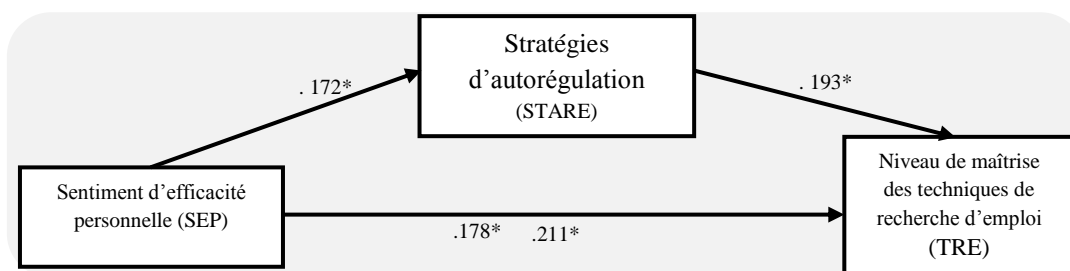 Stratégies
d’autorégulation
(STARE)
. 172*
. 193*
Sentiment d’efficacité
personnelle (SEP)
.178* .211*
Niveau de maîtrise
des techniques de
recherche d’emploi
(TRE)